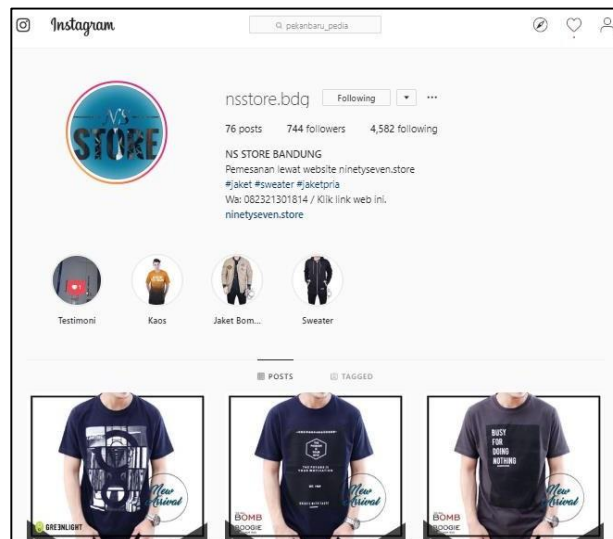 Instagram
pekanbaru_pedia
nsstore.bdg Following
76 posts 744 followers 4,582 following
NS STORE BANDUNG
Pemesanan lewat website ninetyseven.store
#jaket #sweater #jaketpria
Wa: 082321301814 / Klik link web ini.
ninetyseven.store
NS
STORE
Testimoni Kaos Jaket Bom... Sweater
POSTS TAGGED
New
Arrival
GREENLIGHT
New
Arrival
BOMB
BOOGIE
BUSY
FOR
DOING
NOTHING
New
Arrival
BOMB
BOOGIE